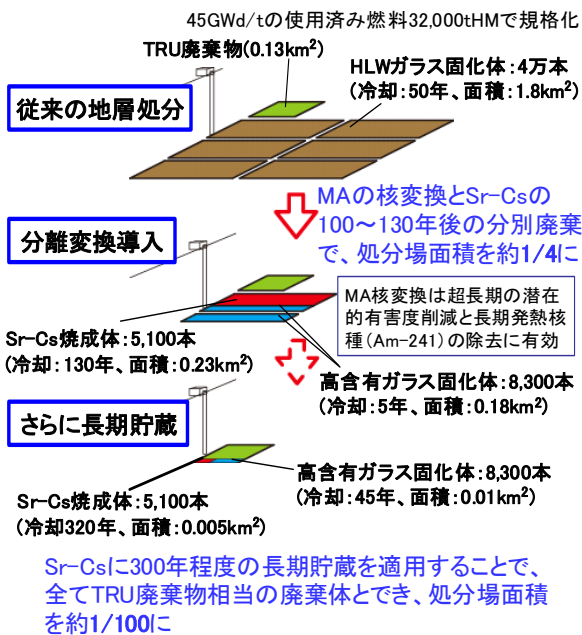 45GWd/tの使用済み燃料32,000tHMで規格化
TRU廃棄物(0.13km²)
HLWガラス固化体：4万本
(冷却：50年、面積：1.8km²)
従来の地層処分
MAの核変換とSr-Csの
100～130年後の分別廃棄
で、処分場面積を約1/4に
分離変換導入
MA核変換は超長期の潜在
的有害度削減と長期発熱核
種(Am-241)の除去に有効
Sr-Cs焼成体：5,100本
(冷却：130年、面積：0.23km²)
高含有ガラス固化体：8,300本
(冷却：5年、面積：0.18km²)
さらに長期貯蔵
高含有ガラス固化体：8,300本
(冷却：45年、面積：0.01km²)
Sr-Cs焼成体：5,100本
(冷却320年、面積：0.005km²)
Sr-Csに300年程度の長期貯蔵を適用することで、
全てTRU廃棄物相当の廃棄体とでき、処分場面積
を約1/100に